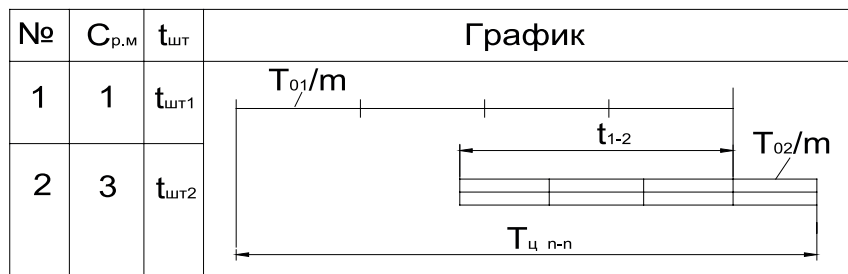 № Cр.м tшт График
1 1 tшт1 T01/m
t1-2
2 3 tшт2 T02/m
Tц п-п